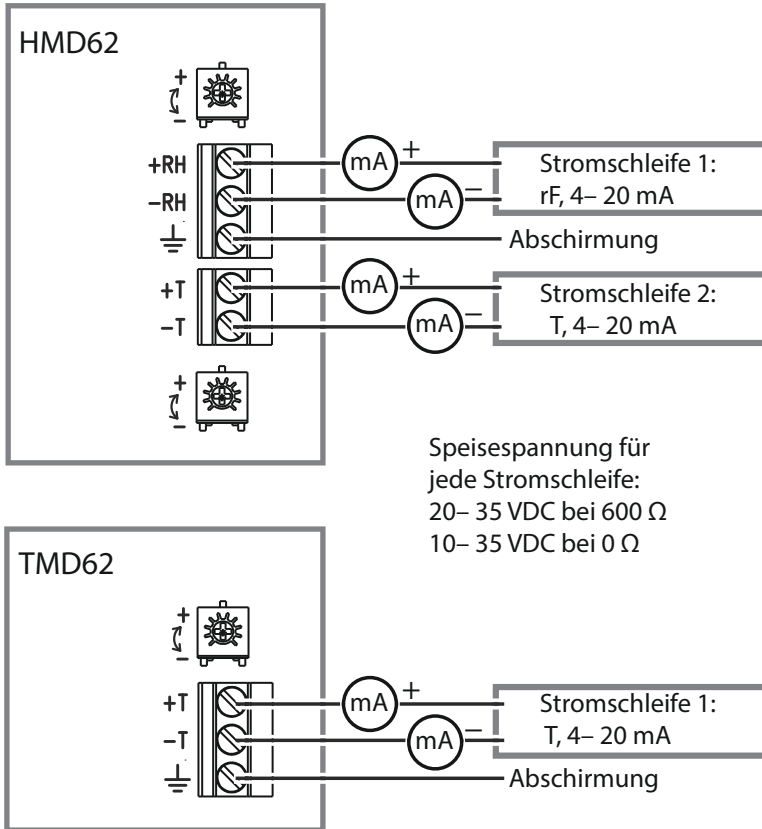 HMD62
+
−
+RH
mA
+
Stromschleife 1:
−RH
mA
−
rF, 4– 20 mA
Abschirmung
+T
mA
+
Stromschleife 2:
−T
mA
−
T, 4– 20 mA
+
−
Speisespannung für
jede Stromschleife:
20– 35 VDC bei 600 Ω
10– 35 VDC bei 0 Ω
TMD62
+
−
+T
mA
+
Stromschleife 1:
−T
mA
−
T, 4– 20 mA
Abschirmung